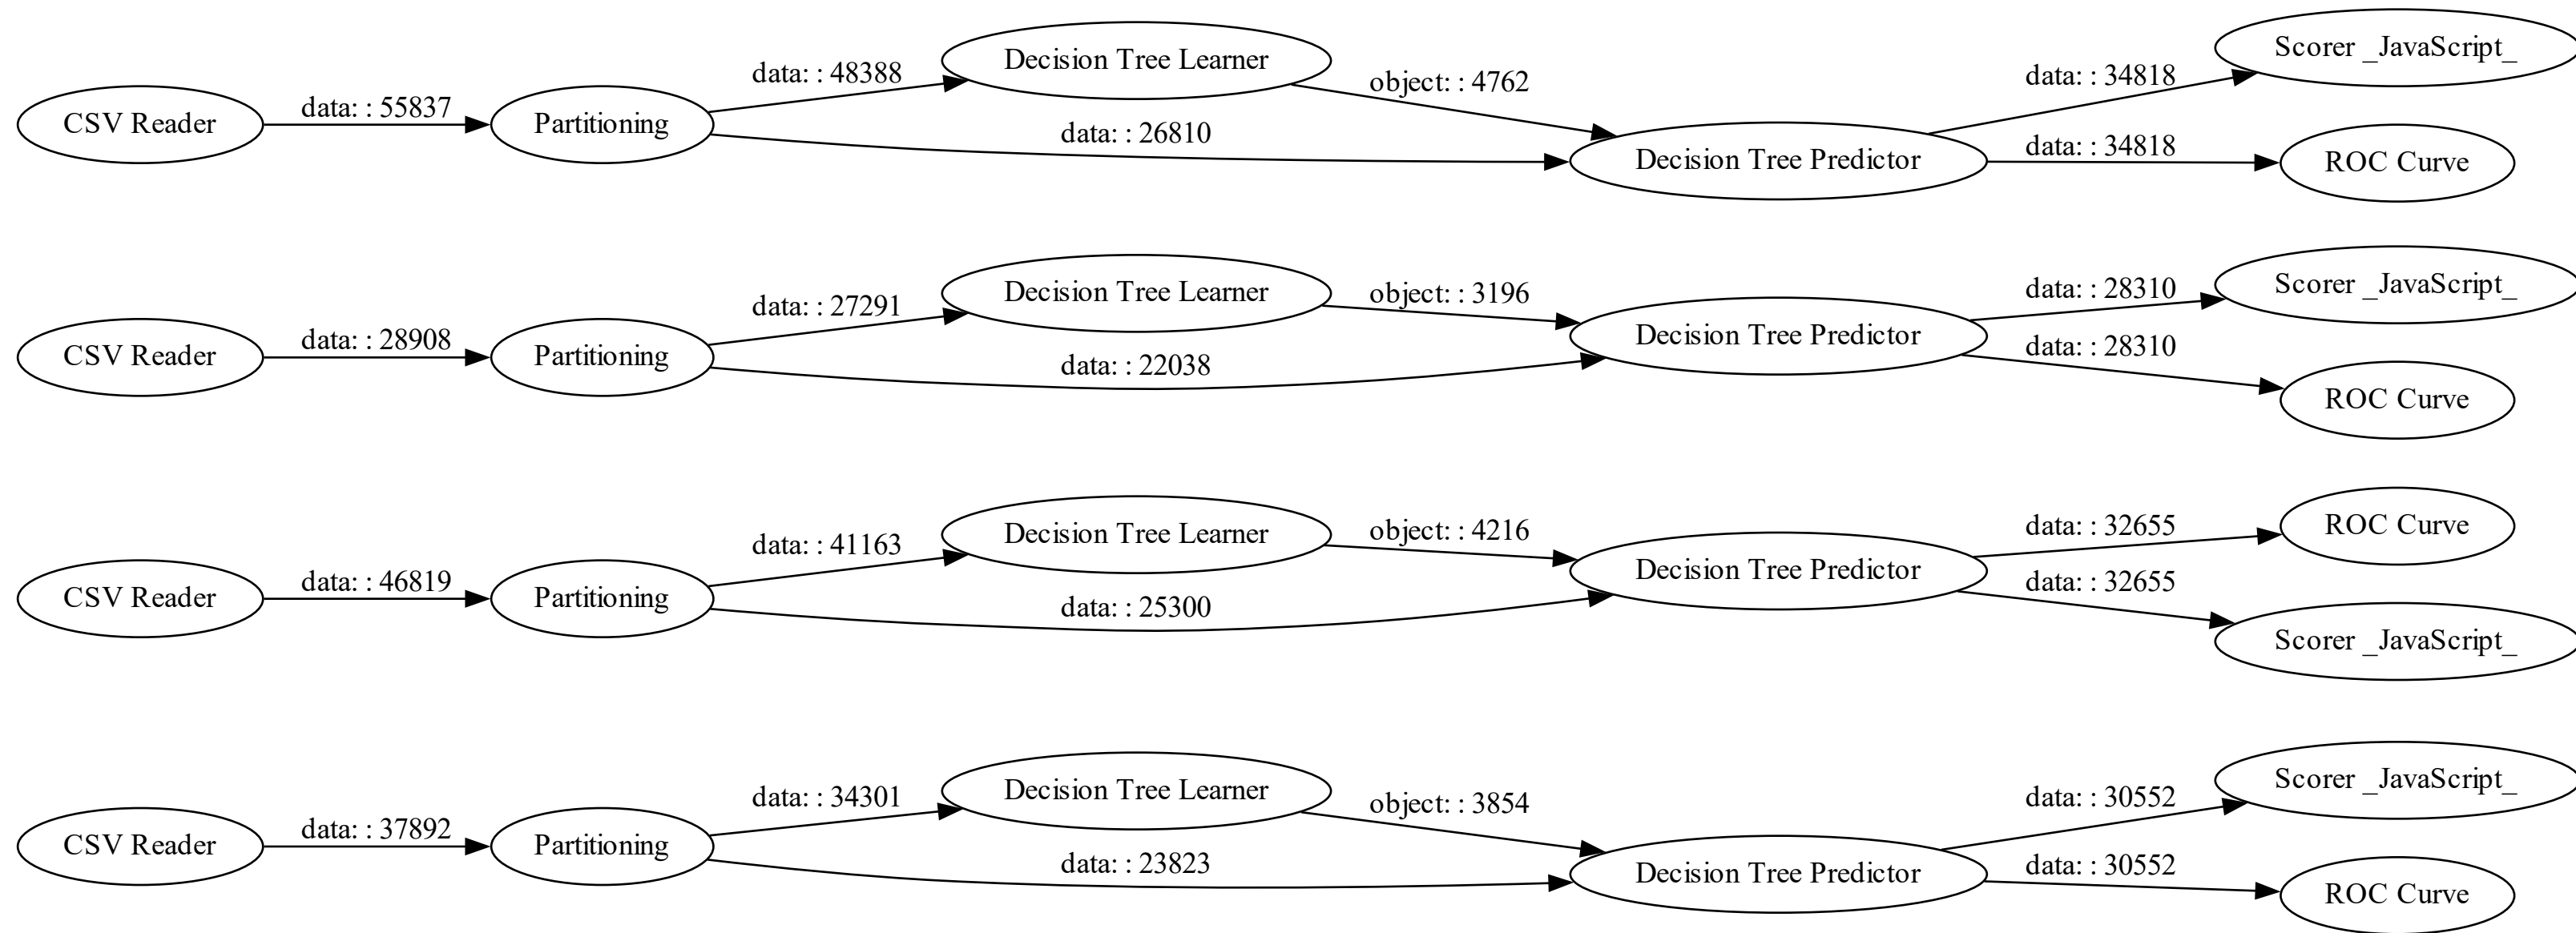 CSV Reader
data: : 55837
Partitioning
data: : 48388
Decision Tree Learner
data: : 26810
object: : 4762
Decision Tree Predictor
data: : 34818
Scorer _JavaScript_
data: : 34818
ROC Curve
CSV Reader
data: : 28908
Partitioning
data: : 27291
Decision Tree Learner
data: : 22038
object: : 3196
Decision Tree Predictor
data: : 28310
Scorer _JavaScript_
data: : 28310
ROC Curve
CSV Reader
data: : 46819
Partitioning
data: : 41163
Decision Tree Learner
data: : 25300
object: : 4216
Decision Tree Predictor
data: : 32655
ROC Curve
data: : 32655
Scorer _JavaScript_
CSV Reader
data: : 37892
Partitioning
data: : 34301
Decision Tree Learner
data: : 23823
object: : 3854
Decision Tree Predictor
data: : 30552
Scorer _JavaScript_
data: : 30552
ROC Curve